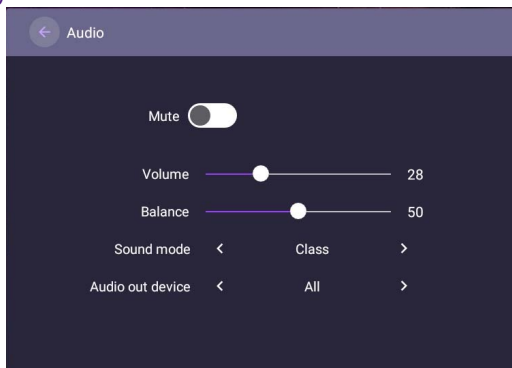 Audio
Mute
Volume 28
Balance 50
Sound mode Class
Audio out device All